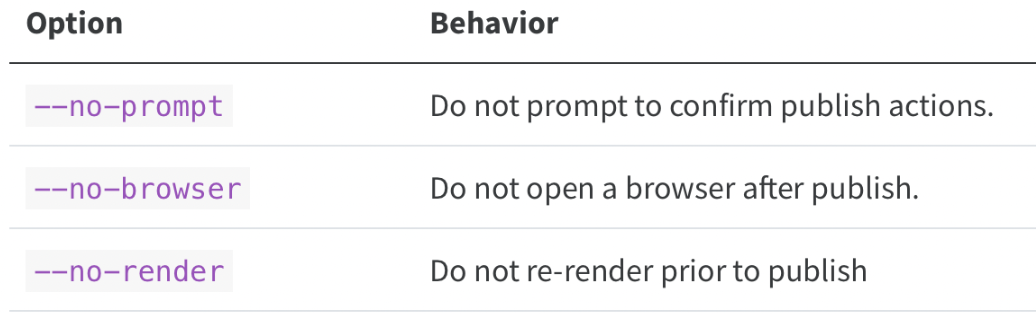 Option Behavior
--no-prompt Do not prompt to confirm publish actions.
--no-browser Do not open a browser after publish.
--no-render Do not re-render prior to publish